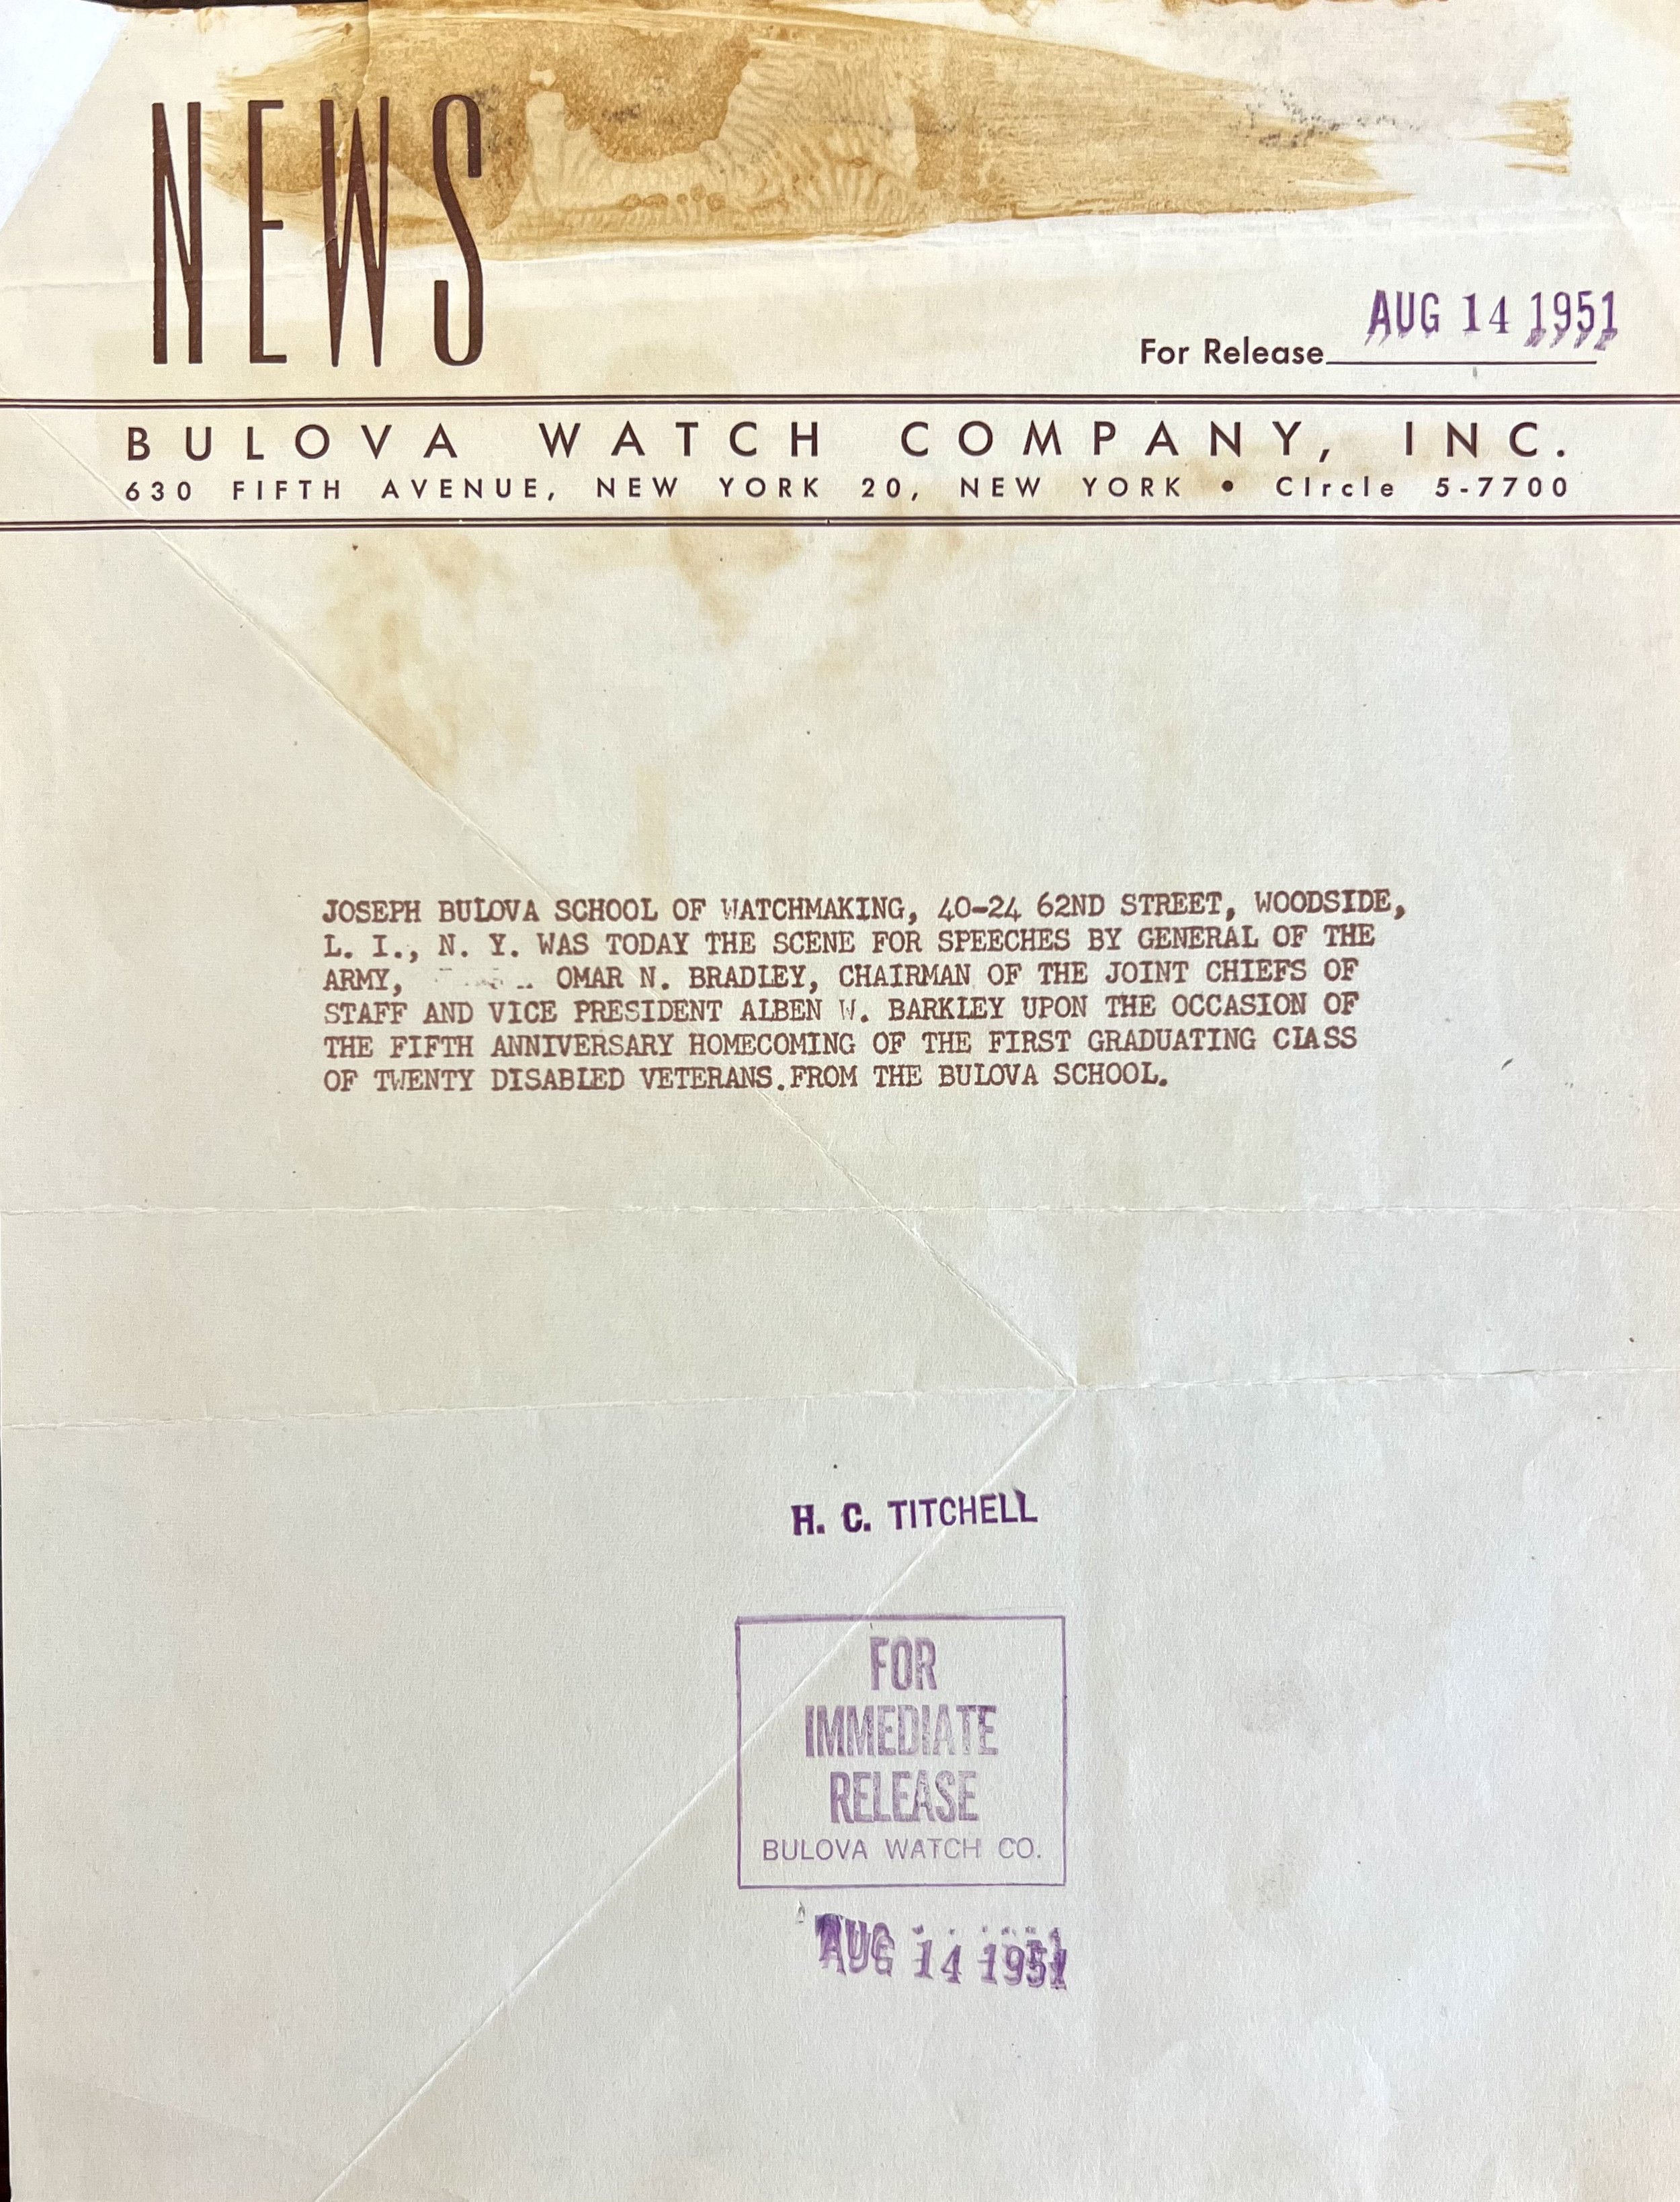 NEWS
For Release AUG 14 1951
BULOVA WATCH COMPANY, INC.
630 FIFTH AVENUE, NEW YORK 20, NEW YORK • CIrcle 5-7700
JOSEPH BULOVA SCHOOL OF WATCHMAKING, 40-24 62ND STREET, WOODSIDE,
L. I., N. Y. WAS TODAY THE SCENE FOR SPEECHES BY GENERAL OF THE
ARMY, OMAR N. BRADLEY, CHAIRMAN OF THE JOINT CHIEFS OF
STAFF AND VICE PRESIDENT ALBEN W. BARKLEY UPON THE OCCASION OF
THE FIFTH ANNIVERSARY HOMECOMING OF THE FIRST GRADUATING CLASS
OF TWENTY DISABLED VETERANS.FROM THE BULOVA SCHOOL.
H. C. TITCHELL
FOR
IMMEDIATE
RELEASE
BULOVA WATCH CO.
AUG 14 1951